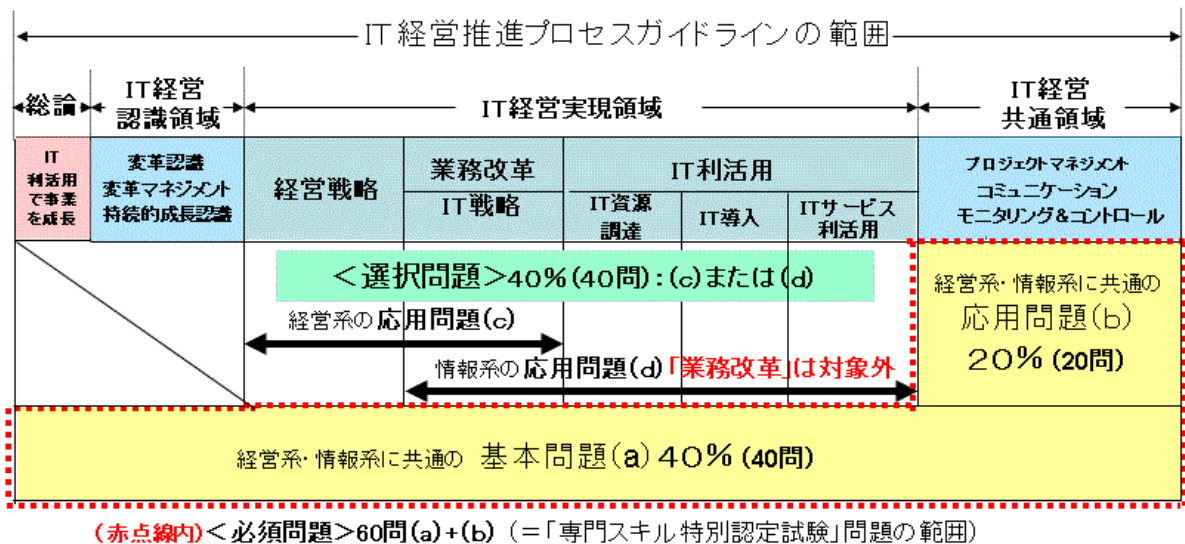 IT経営推進プロセスガイドラインの範囲
総論
IT経営
認識領域
IT経営実現領域
IT経営
共通領域
IT
利活用
で事業
を成長
変革認識
変革マネジメント
持続的成長認識
経営戦略
業務改革
IT戦略
IT利活用
IT資源
調達
IT導入
ITサービス
利活用
プロジェクトマネジメント
コミュニケーション
モニタリング&コントロール
<選択問題>40%(40問):(c)または(d)
経営系の応用問題(c)
情報系の応用問題(d)「業務改革」は対象外
経営系・情報系に共通の
応用問題(b)
20%(20問)
経営系・情報系に共通の 基本問題(a)40%(40問)
(赤点線内)<必須問題>60問(a)+(b)(=「専門スキル特別認定試験」問題の範囲)